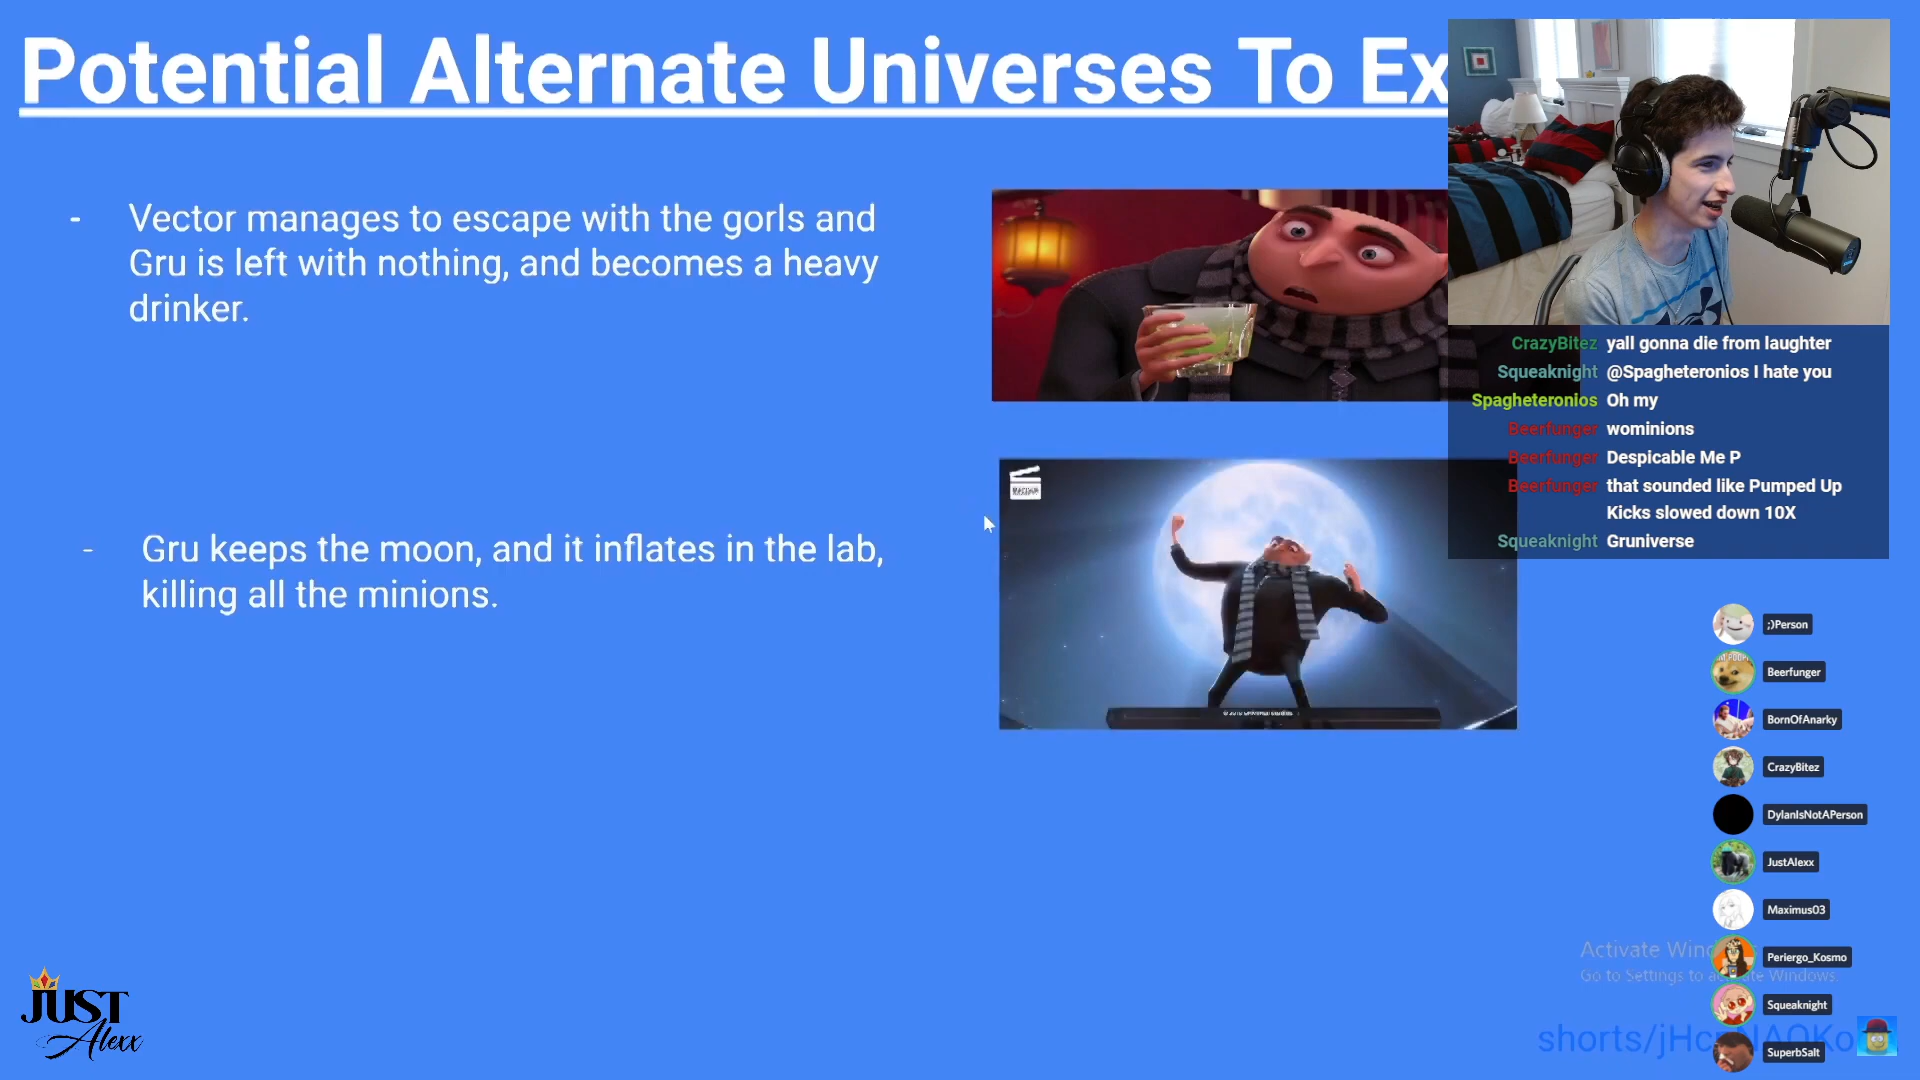 Potential Alternate Universes To Ex
- Vector manages to escape with the gorls and
Gru is left with nothing, and becomes a heavy
drinker.
- Gru keeps the moon, and it inflates in the lab,
killing all the minions.
CrazyBitez yall gonna die from laughter
Squeaknight @Spagheteronios I hate you
Spagheteronios Oh my
Beerfunger wominions
Beerfunger Despicable Me P
Beerfunger that sounded like Pumped Up
Kicks slowed down 10X
Squeaknight Gruniverse
;)Person
Beerfunger
BornOfAnarky
CrazyBitez
DylanIsNotAPerson
JustAlexx
Maximus03
Periergo_Kosmo
Squeaknight
SuperbSalt
Activate Win
Go to Settings to a ate Windows.
shorts/jHc
JUST
Alexx